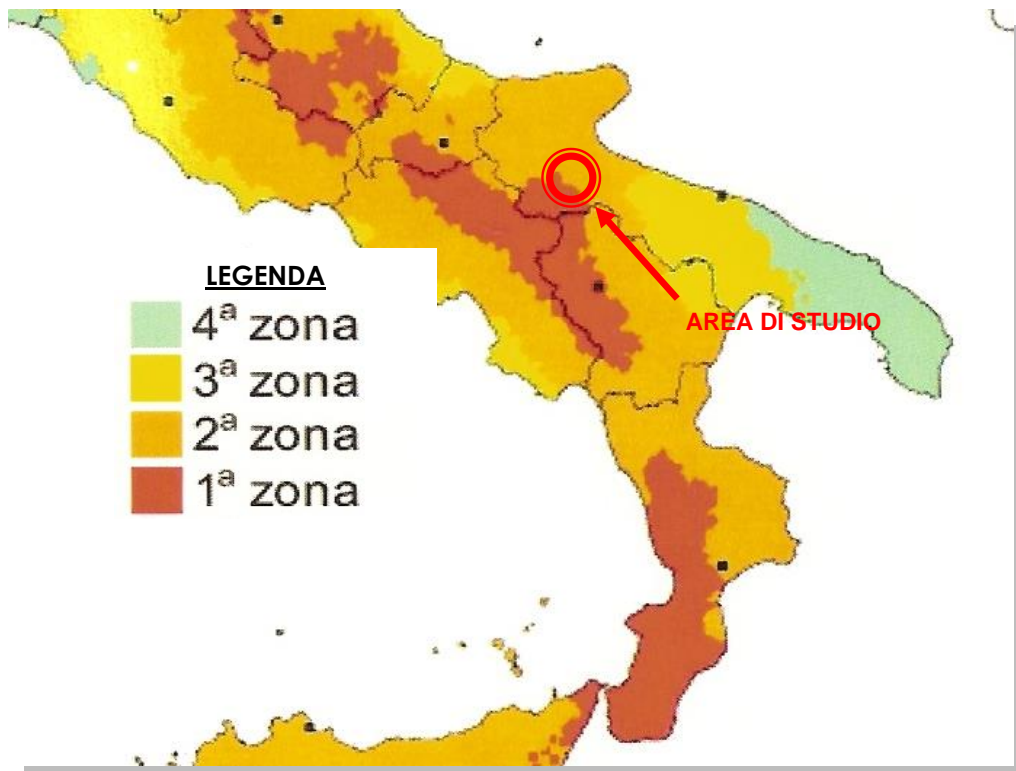 LEGENDA
4ª zona
3ª zona
2ª zona
1ª zona
AREA DI STUDIO